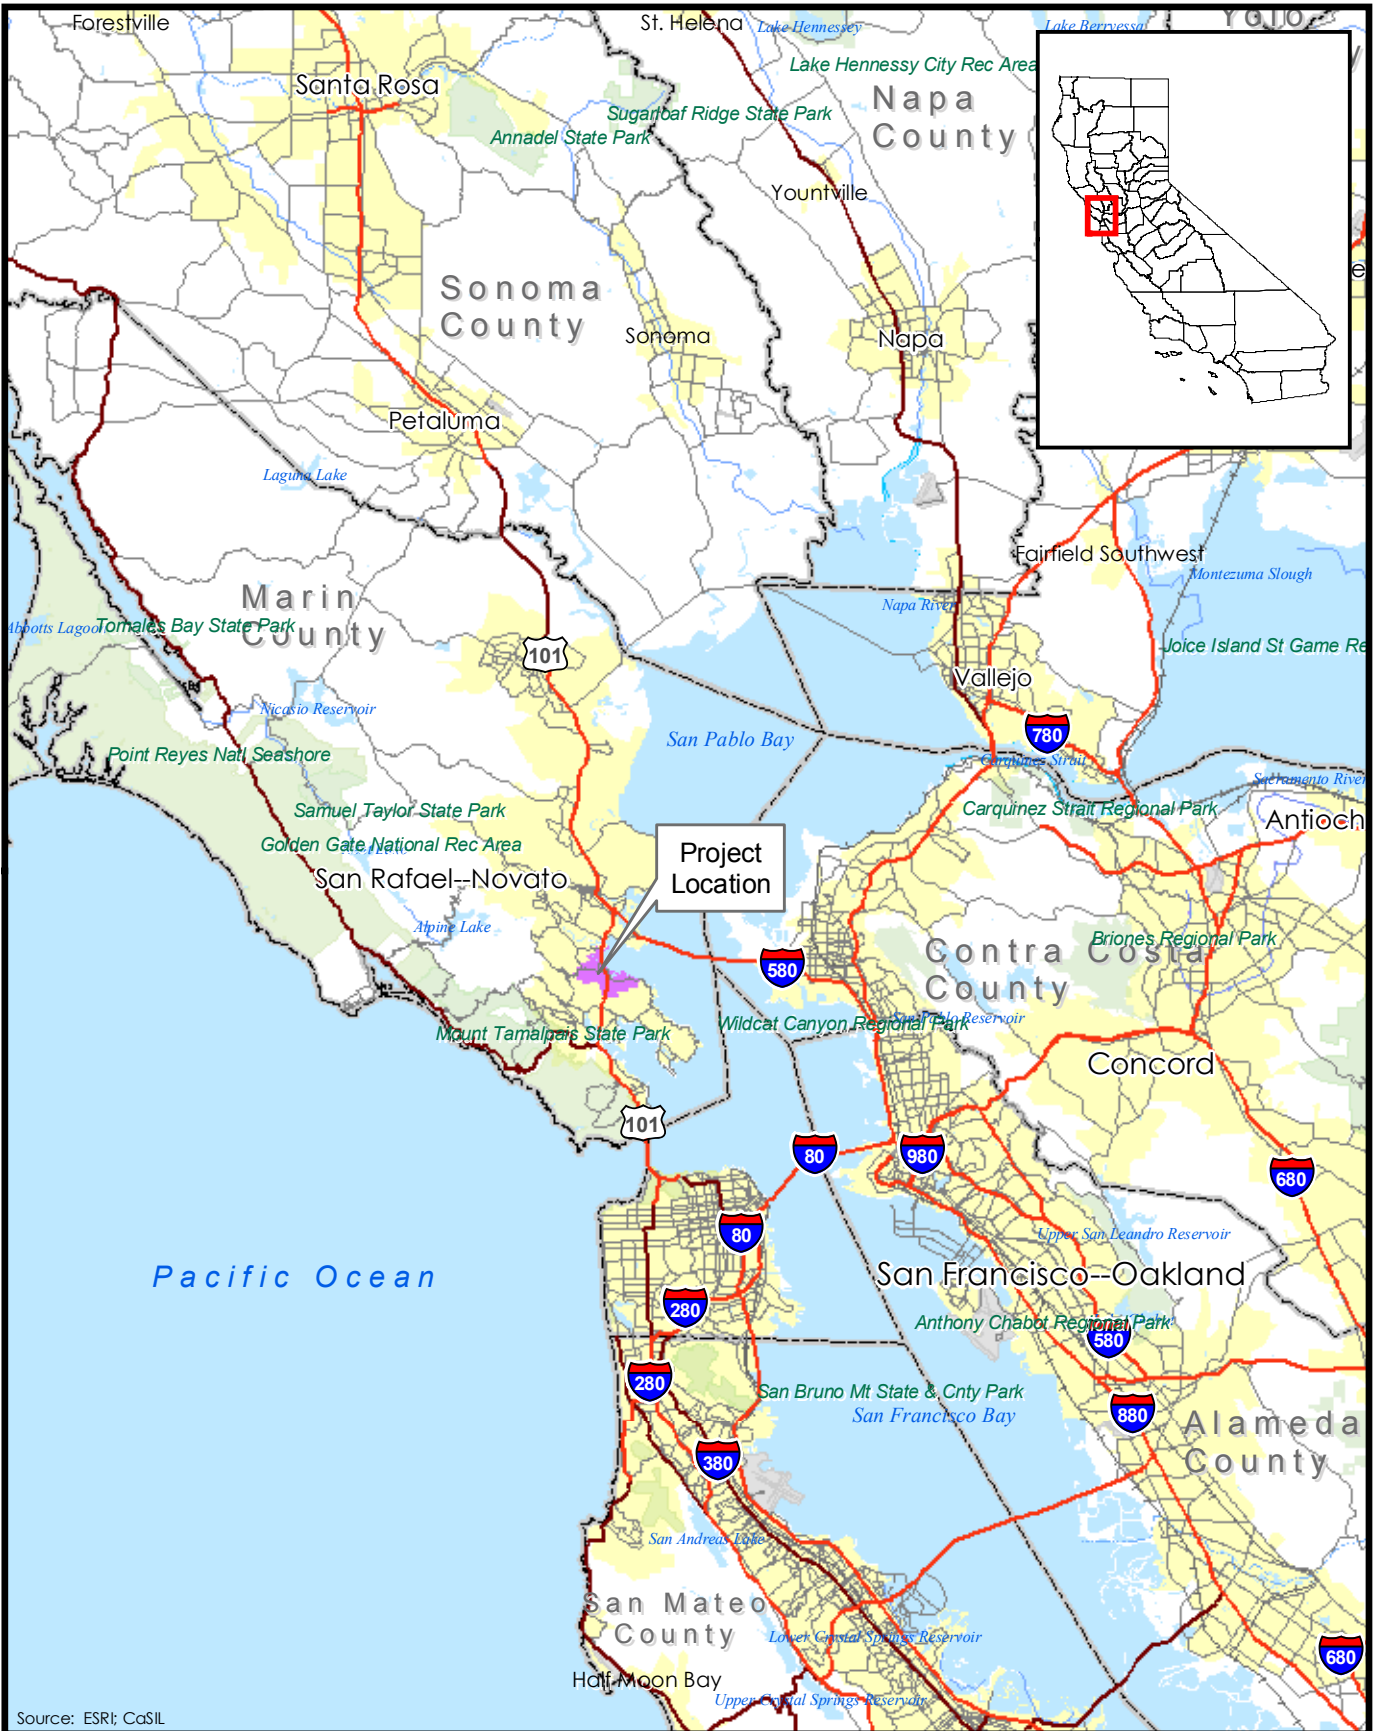 Forestville
St. Helena
Lake Hennessey
Lake Berryessa
Yolo
Santa Rosa
Lake Hennessy City Rec Area
Napa
County
Sugarloaf Ridge State Park
Annadel State Park
Yountville
Sonoma
County
Sonoma
Napa
Petaluma
Laguna Lake
Fairfield Southwest
Montezuma Slough
Marin
County
Napa River
Abbotts Lagoon
Tomales Bay State Park
Joice Island St Game Re
101
Vallejo
Nicasio Reservoir
780
San Pablo Bay
Point Reyes Natl Seashore
Carquinez Strait
Sacramento River
Samuel Taylor State Park
Carquinez Strait Regional Park
Antioch
Golden Gate National Rec Area
Project
Location
San Rafael--Novato
Alpine Lake
Briones Regional Park
Contra Costa
County
580
Wildcat Canyon Regional Park
San Pablo Reservoir
Mount Tamalpais State Park
Concord
101
80
980
680
80
Upper San Leandro Reservoir
Pacific Ocean
San Francisco--Oakland
280
Anthony Chabot Regional Park
580
280
San Bruno Mt State & Cnty Park
San Francisco Bay
880
Alameda
County
380
San Andreas Lake
San Mateo
County
Lower Crystal Springs Reservoir
680
Half Moon Bay
Upper Crystal Springs Reservoir
Source: ESRI; CaSIL